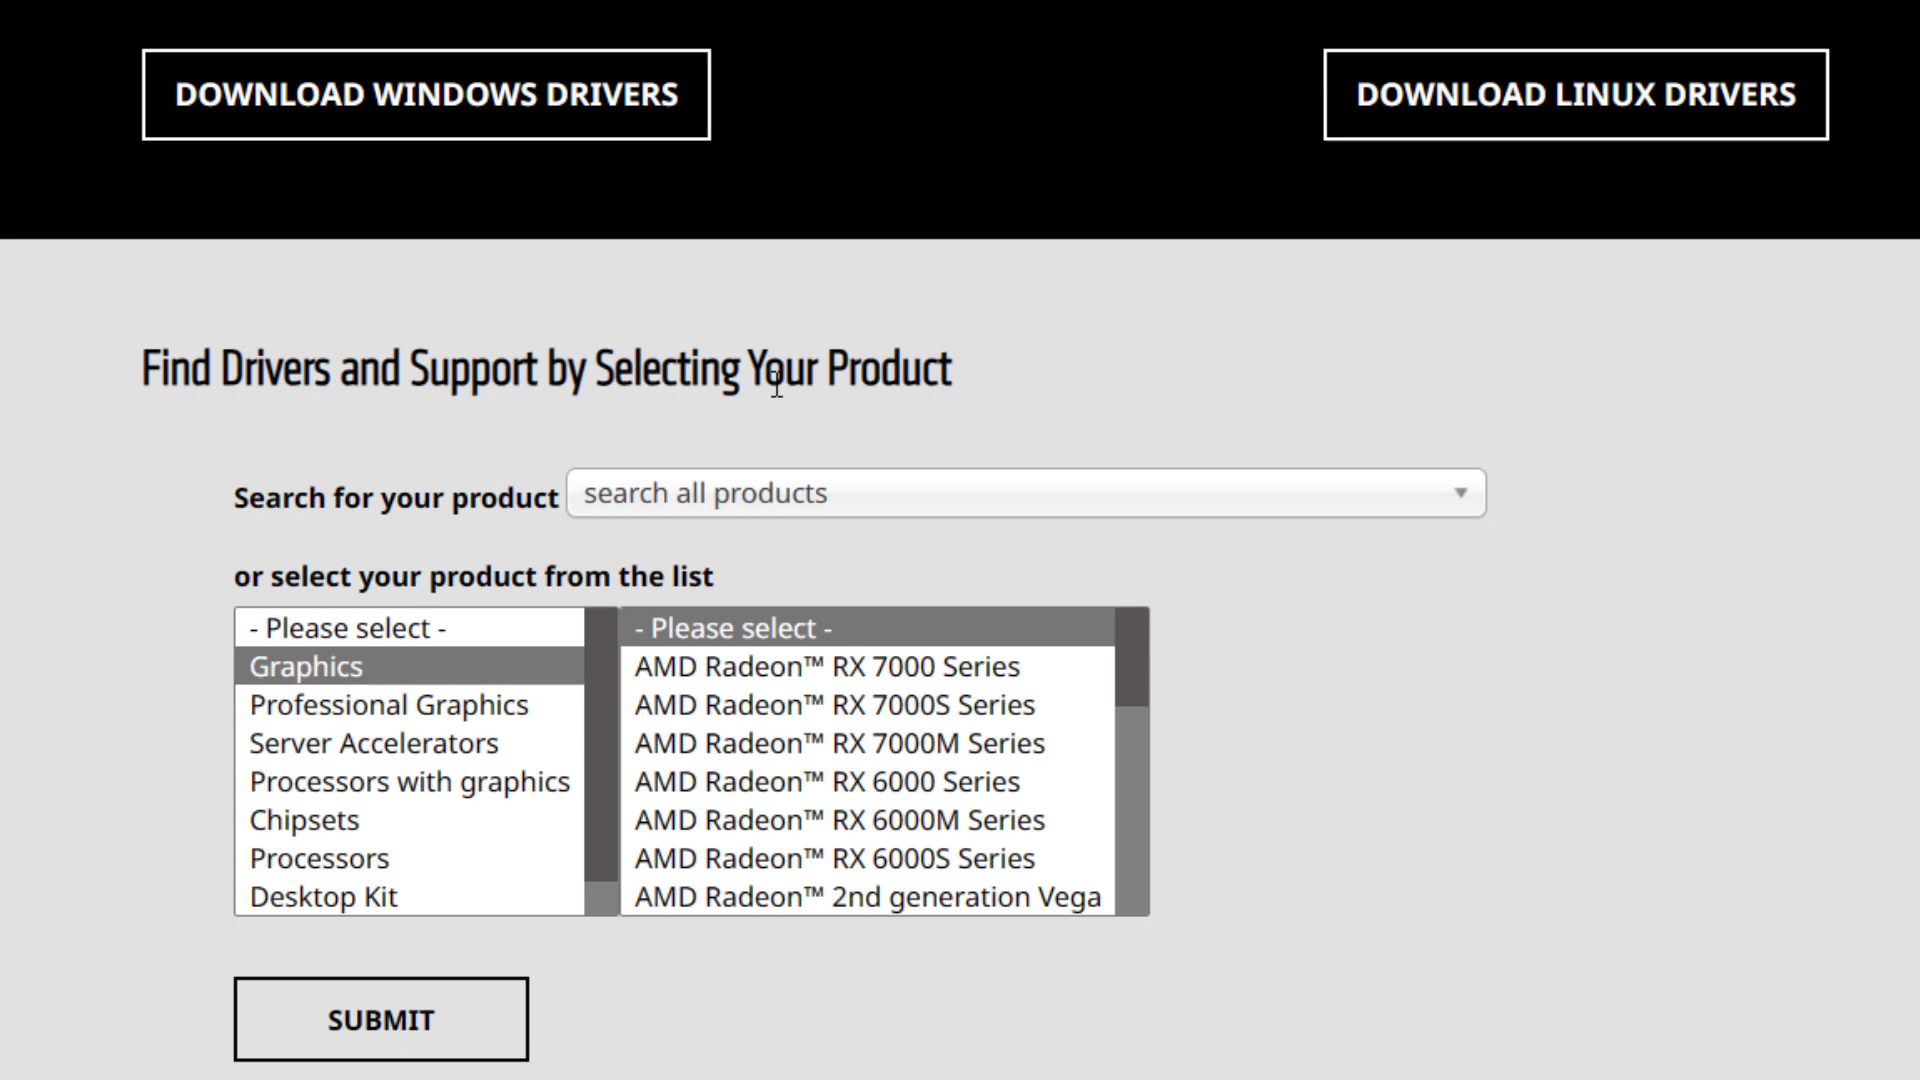 DOWNLOAD WINDOWS DRIVERS
DOWNLOAD LINUX DRIVERS
Find Drivers and Support by Selecting Your Product
Search for your product
search all products
or select your product from the list
- Please select -
Graphics
Professional Graphics
Server Accelerators
Processors with graphics
Chipsets
Processors
Desktop Kit
- Please select -
AMD Radeon™ RX 7000 Series
AMD Radeon™ RX 7000S Series
AMD Radeon™ RX 7000M Series
AMD Radeon™ RX 6000 Series
AMD Radeon™ RX 6000M Series
AMD Radeon™ RX 6000S Series
AMD Radeon™ 2nd generation Vega
SUBMIT